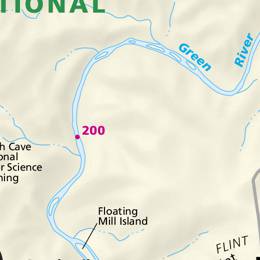 TIONAL
Green
River
200
h Cave
onal
r Science
ning
Floating
Mill Island
FLINT